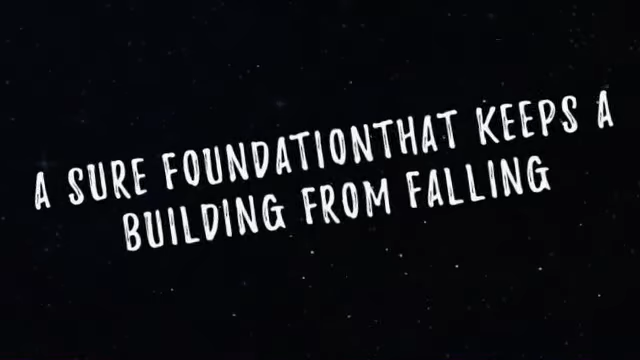 A SURE FOUNDATIONTHAT KEEPS A
BUILDING FROM FALLING